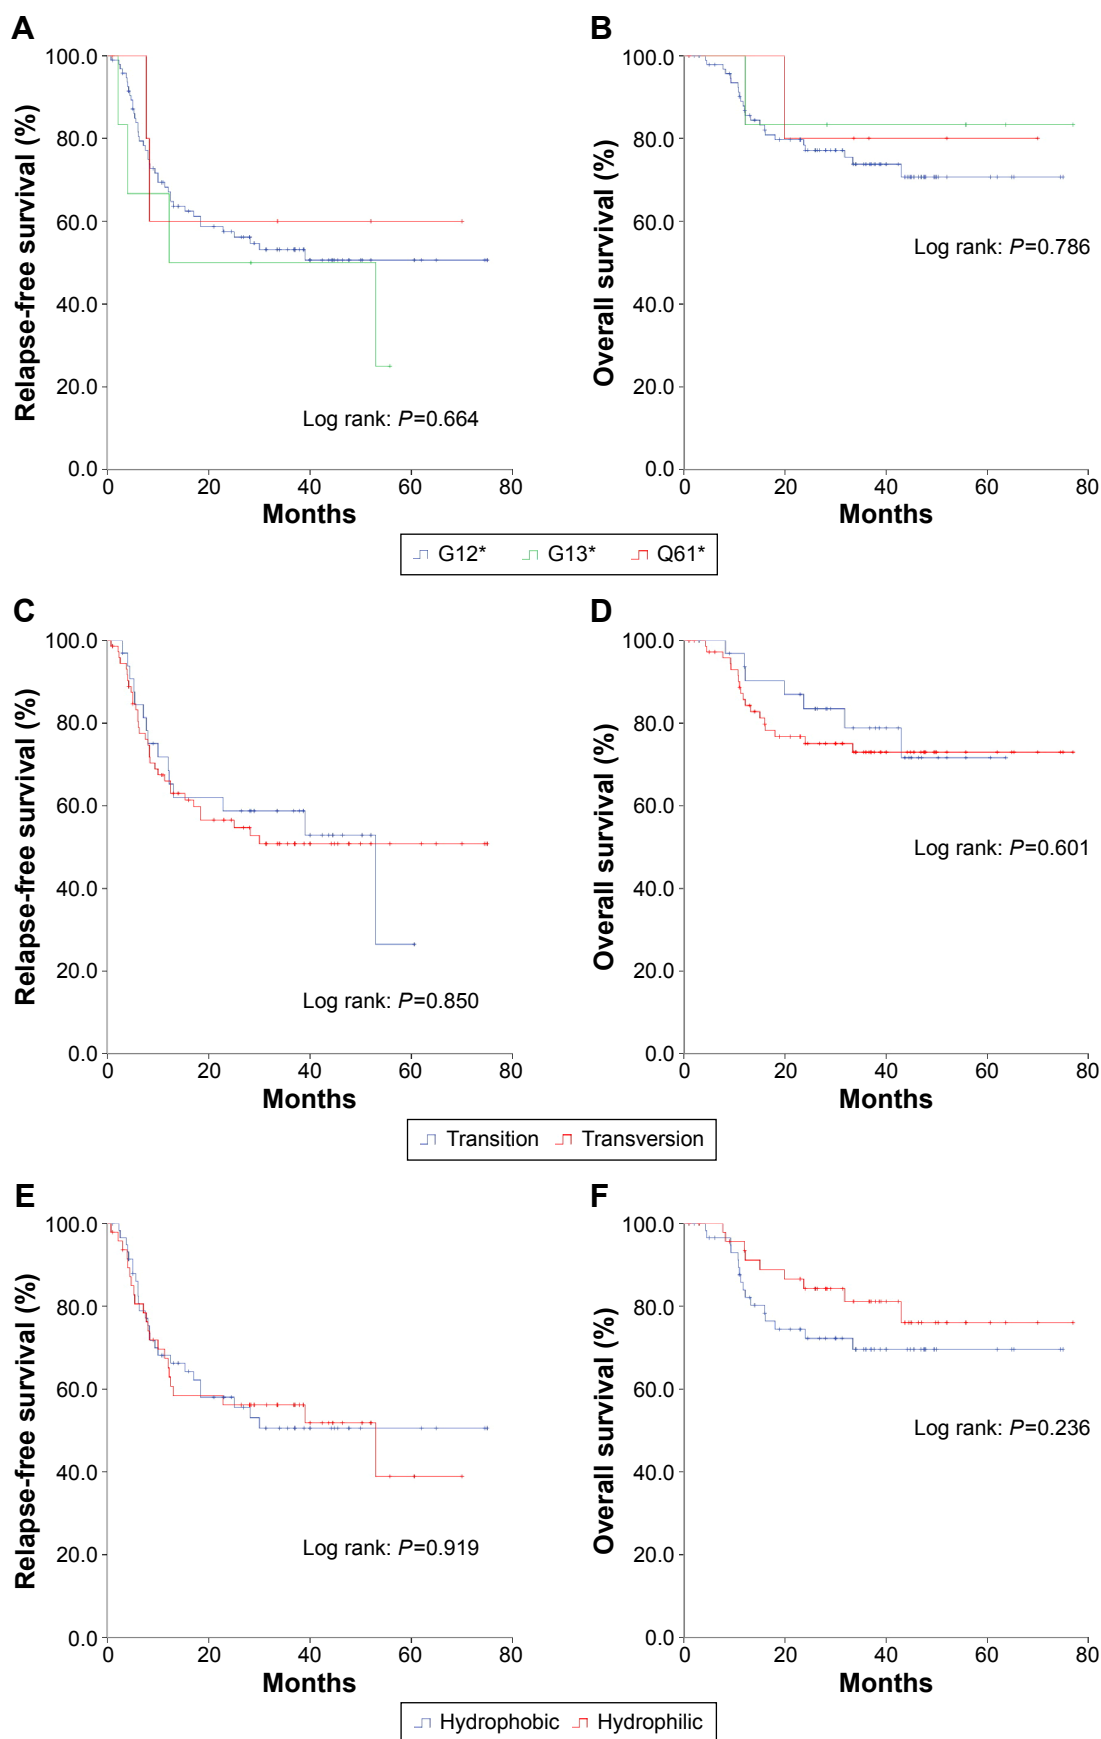 A
100.0
80.0
60.0
40.0
20.0
0.0
Relapse-free survival (%)
Log rank: P=0.664
0 20 40 60 80
Months
B
100.0
80.0
60.0
40.0
20.0
0.0
Overall survival (%)
Log rank: P=0.786
0 20 40 60 80
Months
G12* G13* Q61*
C
100.0
80.0
60.0
40.0
20.0
0.0
Relapse-free survival (%)
Log rank: P=0.850
0 20 40 60 80
Months
D
100.0
80.0
60.0
40.0
20.0
0.0
Overall survival (%)
Log rank: P=0.601
0 20 40 60 80
Months
Transition Transversion
E
100.0
80.0
60.0
40.0
20.0
0.0
Relapse-free survival (%)
Log rank: P=0.919
0 20 40 60 80
Months
F
100.0
80.0
60.0
40.0
20.0
0.0
Overall survival (%)
Log rank: P=0.236
0 20 40 60 80
Months
Hydrophobic Hydrophilic